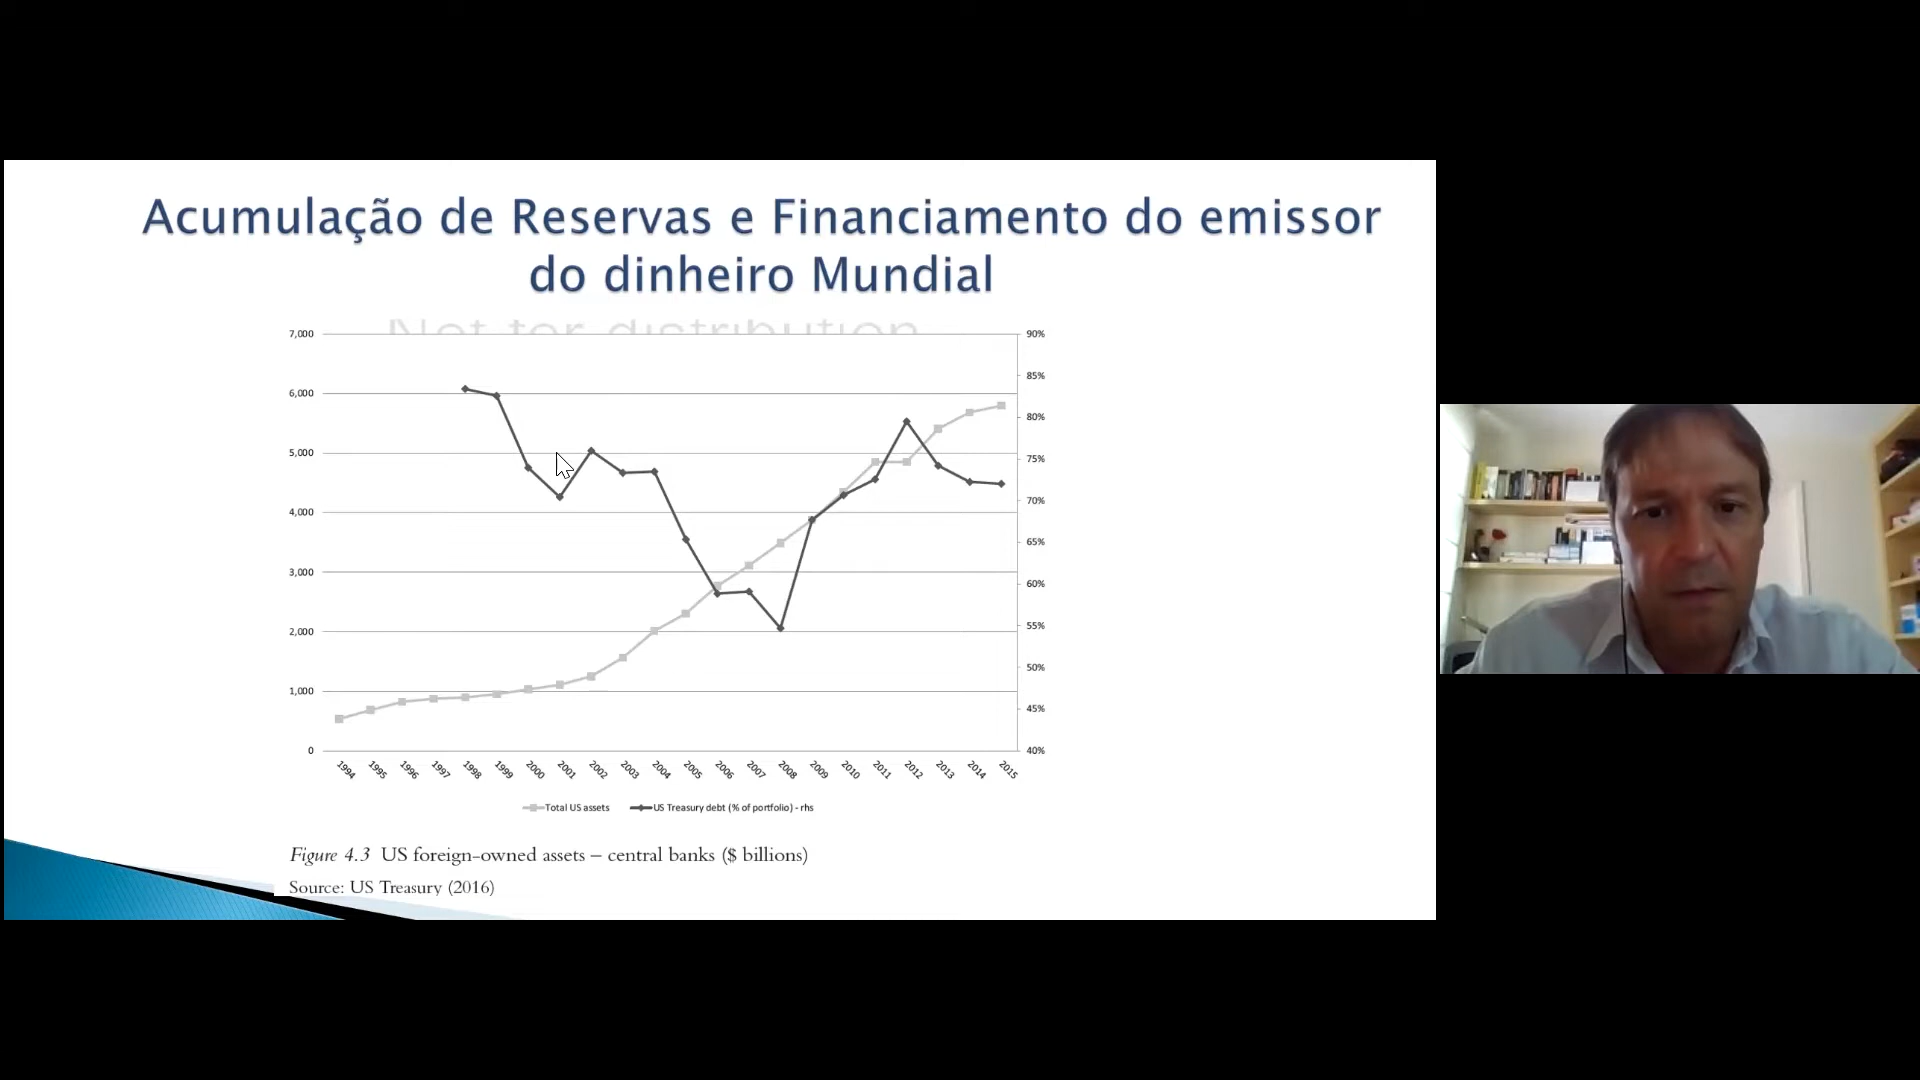 Acumulação de Reservas e Financiamento do emissor
do dinheiro Mundial
Not for distribution
7,000
6,000
5,000
4,000
3,000
2,000
1,000
0
90%
85%
80%
75%
70%
65%
60%
55%
50%
45%
40%
1994 1995 1996 1997 1998 1999 2000 2001 2002 2003 2004 2005 2006 2007 2008 2009 2010 2011 2012 2013 2014 2015
Total US assets US Treasury debt (% of portfolio) - rhs
Figure 4.3 US foreign-owned assets – central banks ($ billions)
Source: US Treasury (2016)